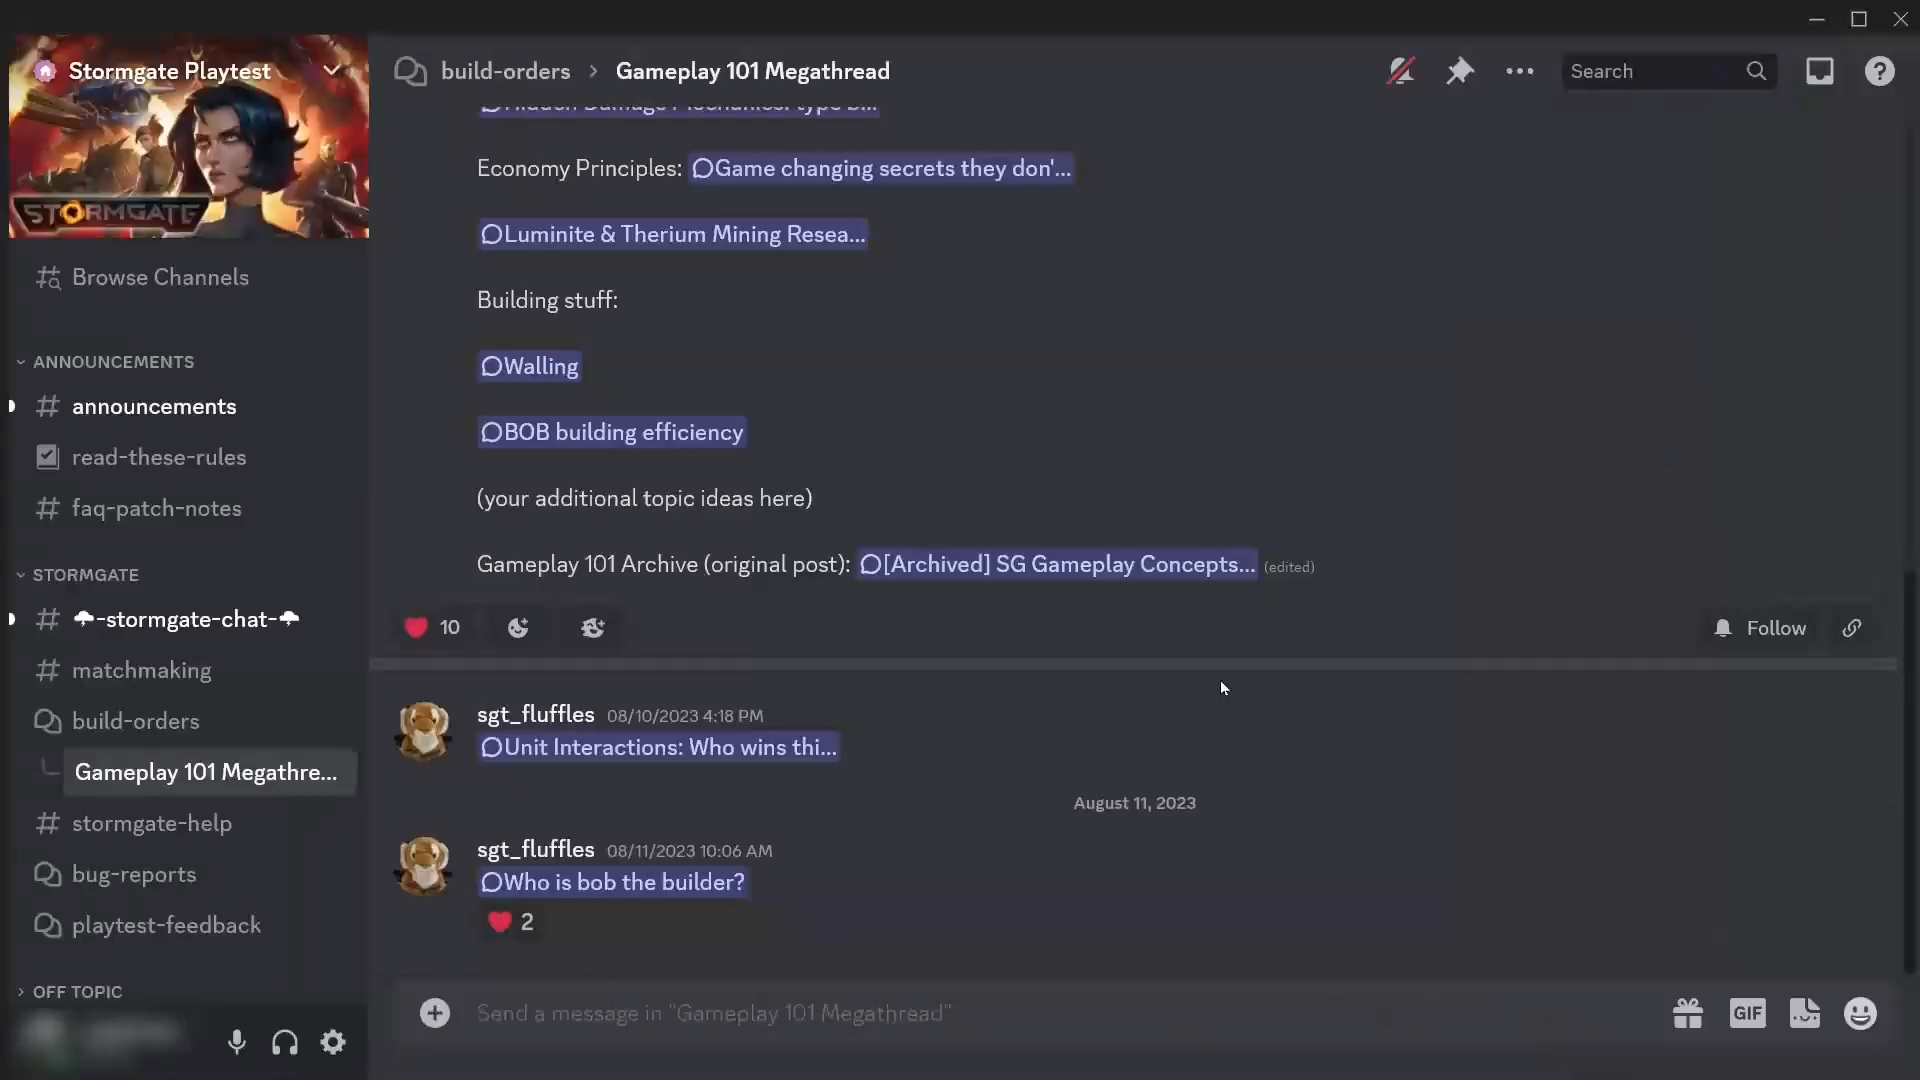 Stormgate Playtest
STORMGATE
Browse Channels
ANNOUNCEMENTS
announcements
read-these-rules
faq-patch-notes
STORMGATE
-stormgate-chat-
matchmaking
build-orders
Gameplay 101 Megathre...
stormgate-help
bug-reports
playtest-feedback
OFF TOPIC
build-orders > Gameplay 101 Megathread
Search
Hidden Damage Mechanics: type b...
Economy Principles: Game changing secrets they don'...
Luminite & Therium Mining Resea...
Building stuff:
Walling
BOB building efficiency
(your additional topic ideas here)
Gameplay 101 Archive (original post): [Archived] SG Gameplay Concepts... (edited)
10
Follow
sgt_fluffles 08/10/2023 4:18 PM
Unit Interactions: Who wins thi...
August 11, 2023
sgt_fluffles 08/11/2023 10:06 AM
Who is bob the builder?
2
Send a message in "Gameplay 101 Megathread"
GIF